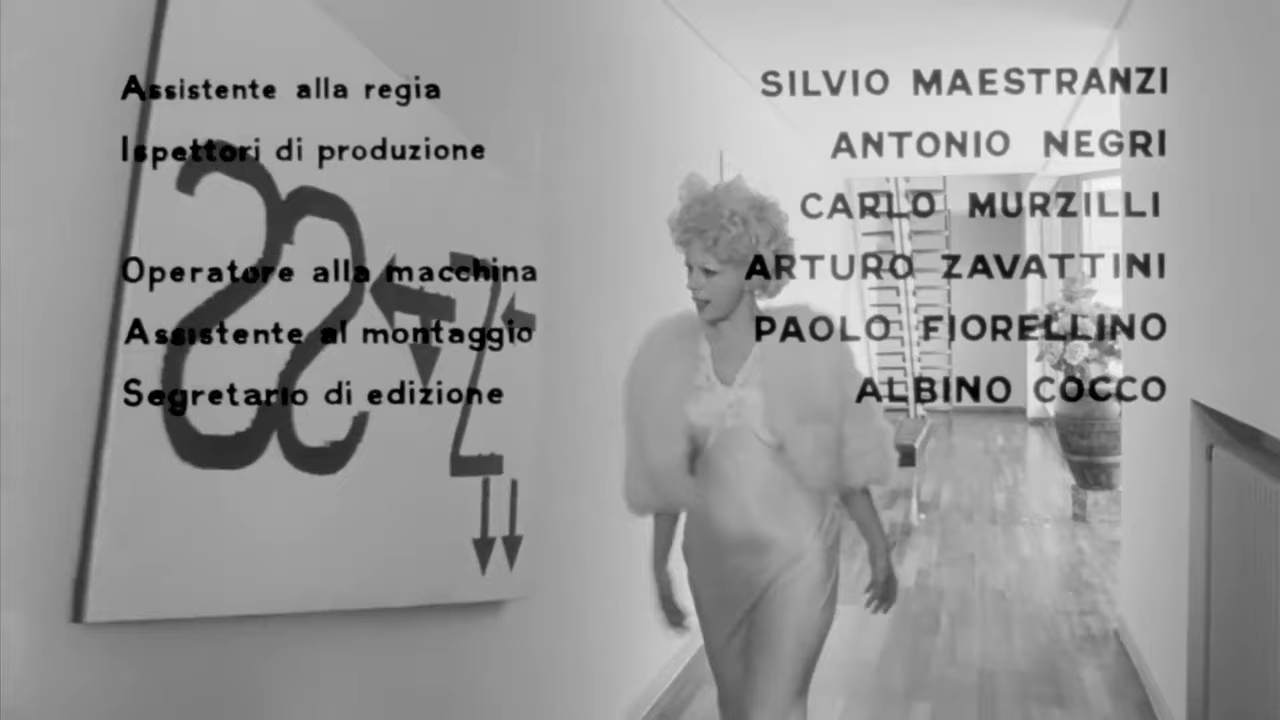 Assistente alla regia SILVIO MAESTRANZI
Ispettori di produzione ANTONIO NEGRI
CARLO MURZILLI
Operatore alla macchina ARTURO ZAVATTINI
Assistente al montaggio PAOLO FIORELLINO
Segretario di edizione ALBINO COCCO